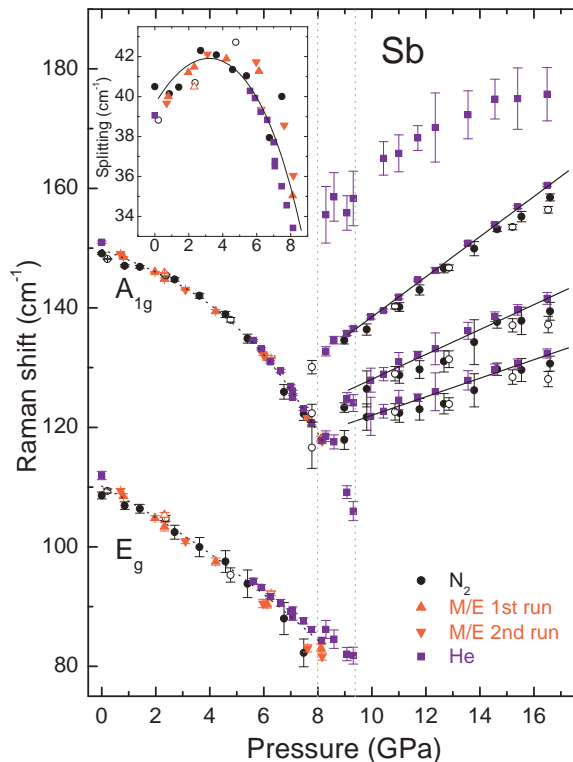 Sb
180
160
140
120
100
80
Raman shift (cm-1)
0 2 4 6 8 10 12 14 16
Pressure (GPa)
42
40
38
36
34
Splitting (cm-1)
0 2 4 6 8
A1g
Eg
N2
M/E 1st run
M/E 2nd run
He